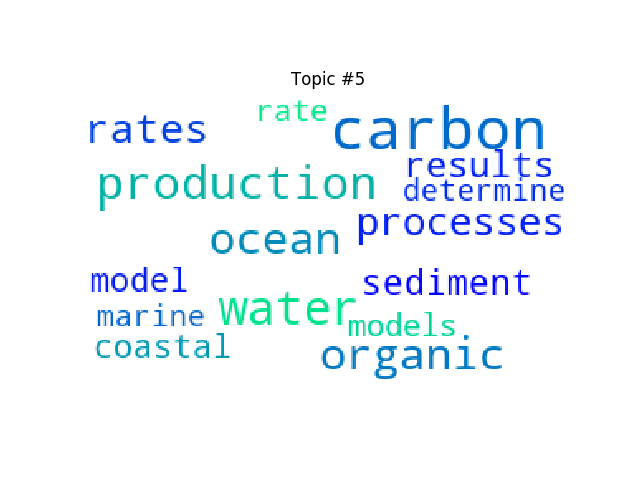 Topic #5
rate
rates carbon
results
production determine
processes
ocean
model sediment
water
marine models
coastal organic